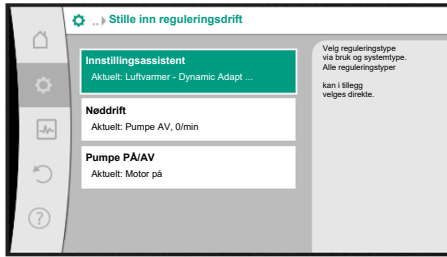 .. Stille inn reguleringsdrift
Innstillingsassistent
Aktuelt: Luftvarmer - Dynamic Adapt ...
Nøddrift
Aktuelt: Pumpe AV, 0/min
Pumpe PÅ/AV
Aktuelt: Motor på
Velg reguleringstype
via bruk og systemtype.
Alle reguleringstyper
kan i tillegg
velges direkte.
?